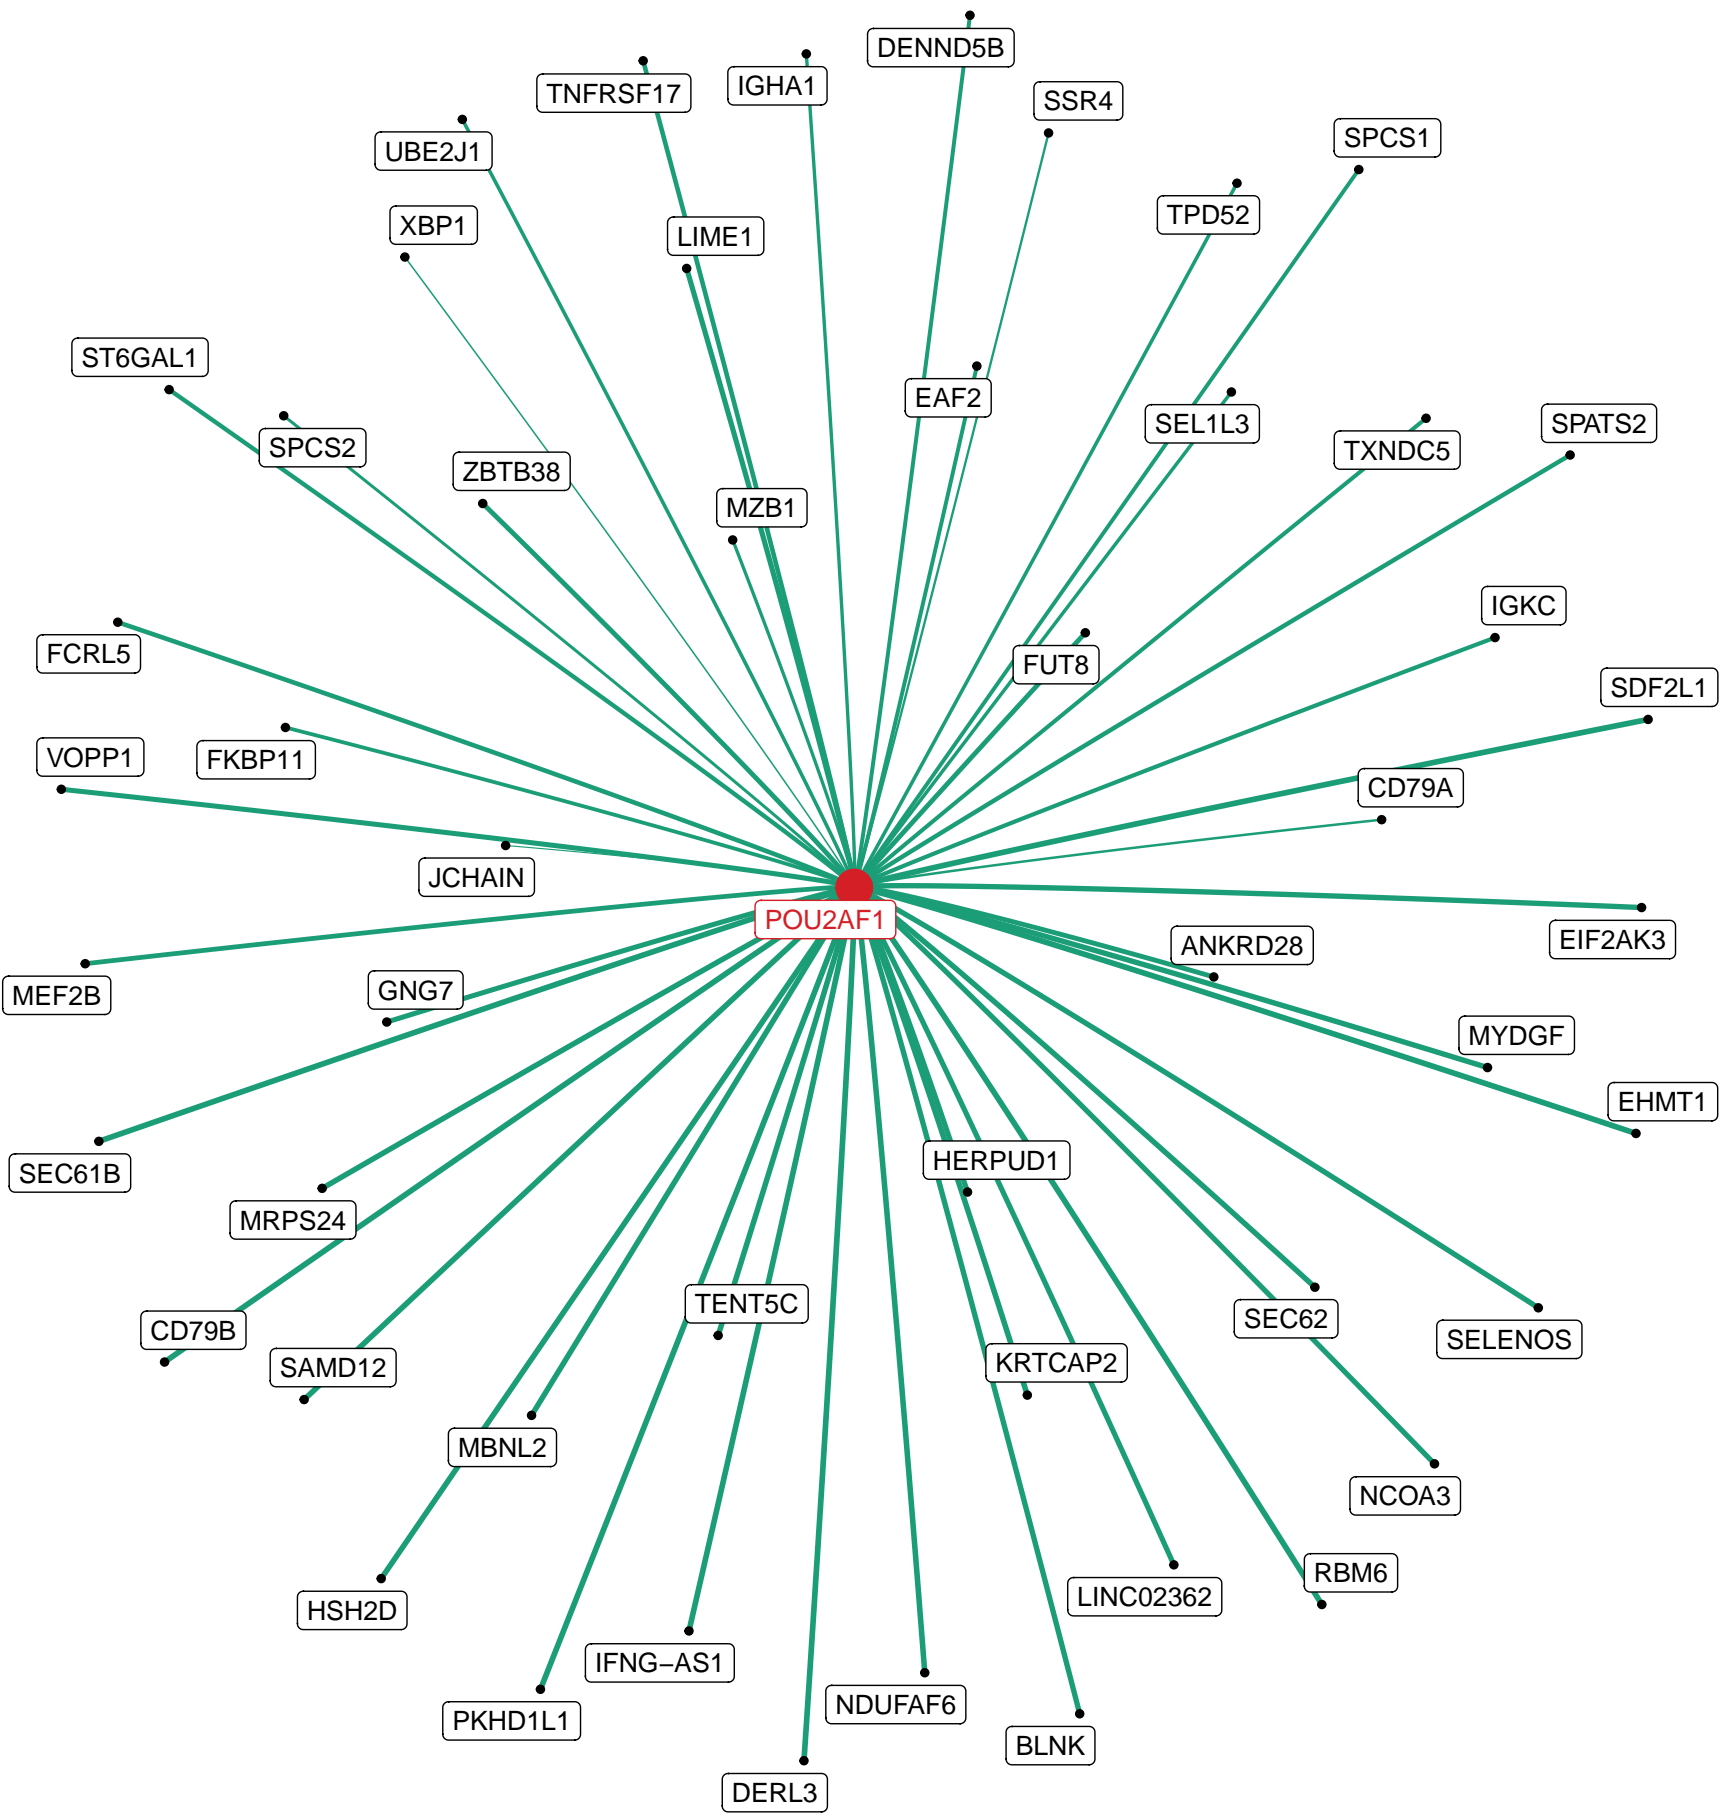 DENND5B
IGHA1
TNFRSF17
SSR4
SPCS1
UBE2J1
TPD52
XBP1
LIME1
ST6GAL1
EAF2
SEL1L3
SPATS2
SPCS2
TXNDC5
ZBTB38
MZB1
IGKC
FCRL5
FUT8
SDF2L1
VOPP1
FKBP11
CD79A
JCHAIN
POU2AF1
EIF2AK3
ANKRD28
GNG7
MEF2B
MYDGF
EHMT1
HERPUD1
SEC61B
MRPS24
TENT5C
SEC62
CD79B
SELENOS
KRTCAP2
SAMD12
MBNL2
NCOA3
RBM6
LINC02362
HSH2D
IFNG−AS1
NDUFAF6
PKHD1L1
BLNK
DERL3